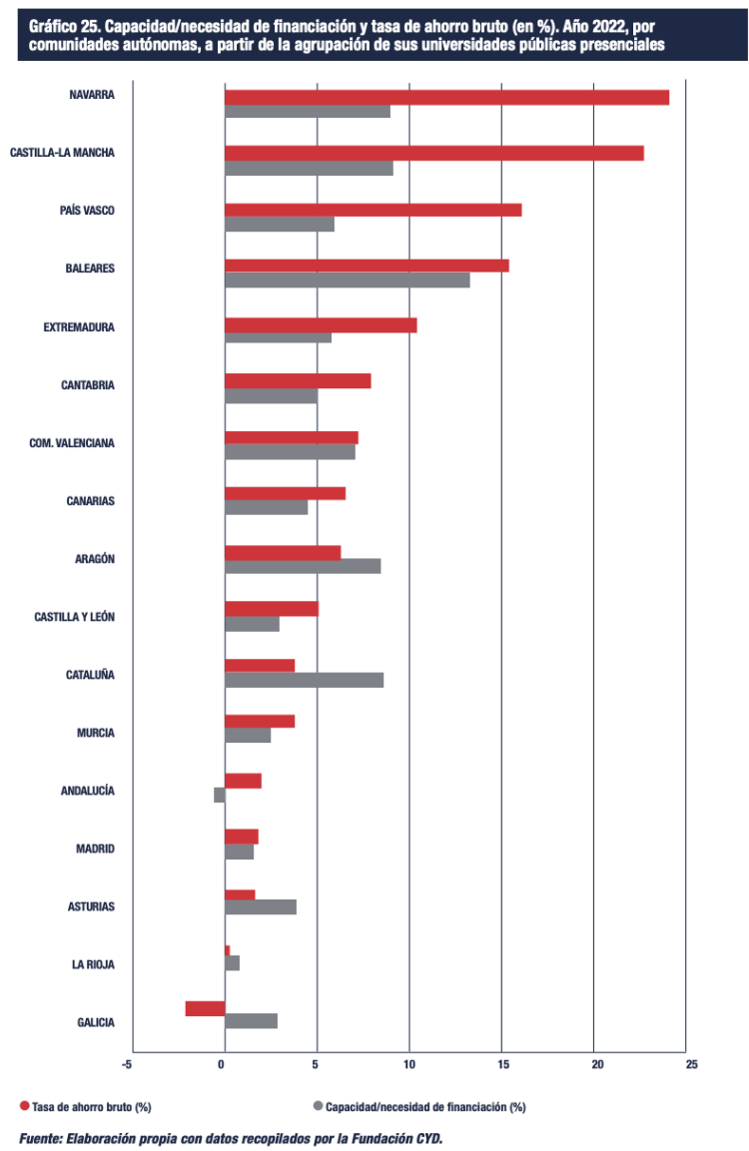 Gráfico 25. Capacidad/necesidad de financiación y tasa de ahorro bruto (en %). Año 2022, por
comunidades autónomas, a partir de la agrupación de sus universidades públicas presenciales
NAVARRA
CASTILLA-LA MANCHA
PAÍS VASCO
BALEARES
EXTREMADURA
CANTABRIA
COM. VALENCIANA
CANARIAS
ARAGÓN
CASTILLA Y LEÓN
CATALUÑA
MURCIA
ANDALUCÍA
MADRID
ASTURIAS
LA RIOJA
GALICIA
-5 0 5 10 15 20 25
Tasa de ahorro bruto (%) Capacidad/necesidad de financiación (%)
Fuente: Elaboración propia con datos recopilados por la Fundación CYD.